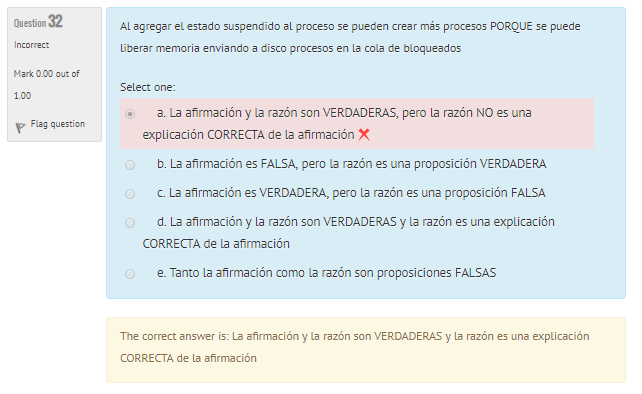 Question 32
Incorrect
Mark 0.00 out of
1.00
Flag question
Al agregar el estado suspendido al proceso se pueden crear más procesos PORQUE se puede
liberar memoria enviando a disco procesos en la cola de bloqueados
Select one:
a. La afirmación y la razón son VERDADERAS, pero la razón NO es una
explicación CORRECTA de la afirmación
b. La afirmación es FALSA, pero la razón es una proposición VERDADERA
c. La afirmación es VERDADERA, pero la razón es una proposición FALSA
d. La afirmación y la razón son VERDADERAS y la razón es una explicación
CORRECTA de la afirmación
e. Tanto la afirmación como la razón son proposiciones FALSAS
The correct answer is: La afirmación y la razón son VERDADERAS y la razón es una explicación
CORRECTA de la afirmación